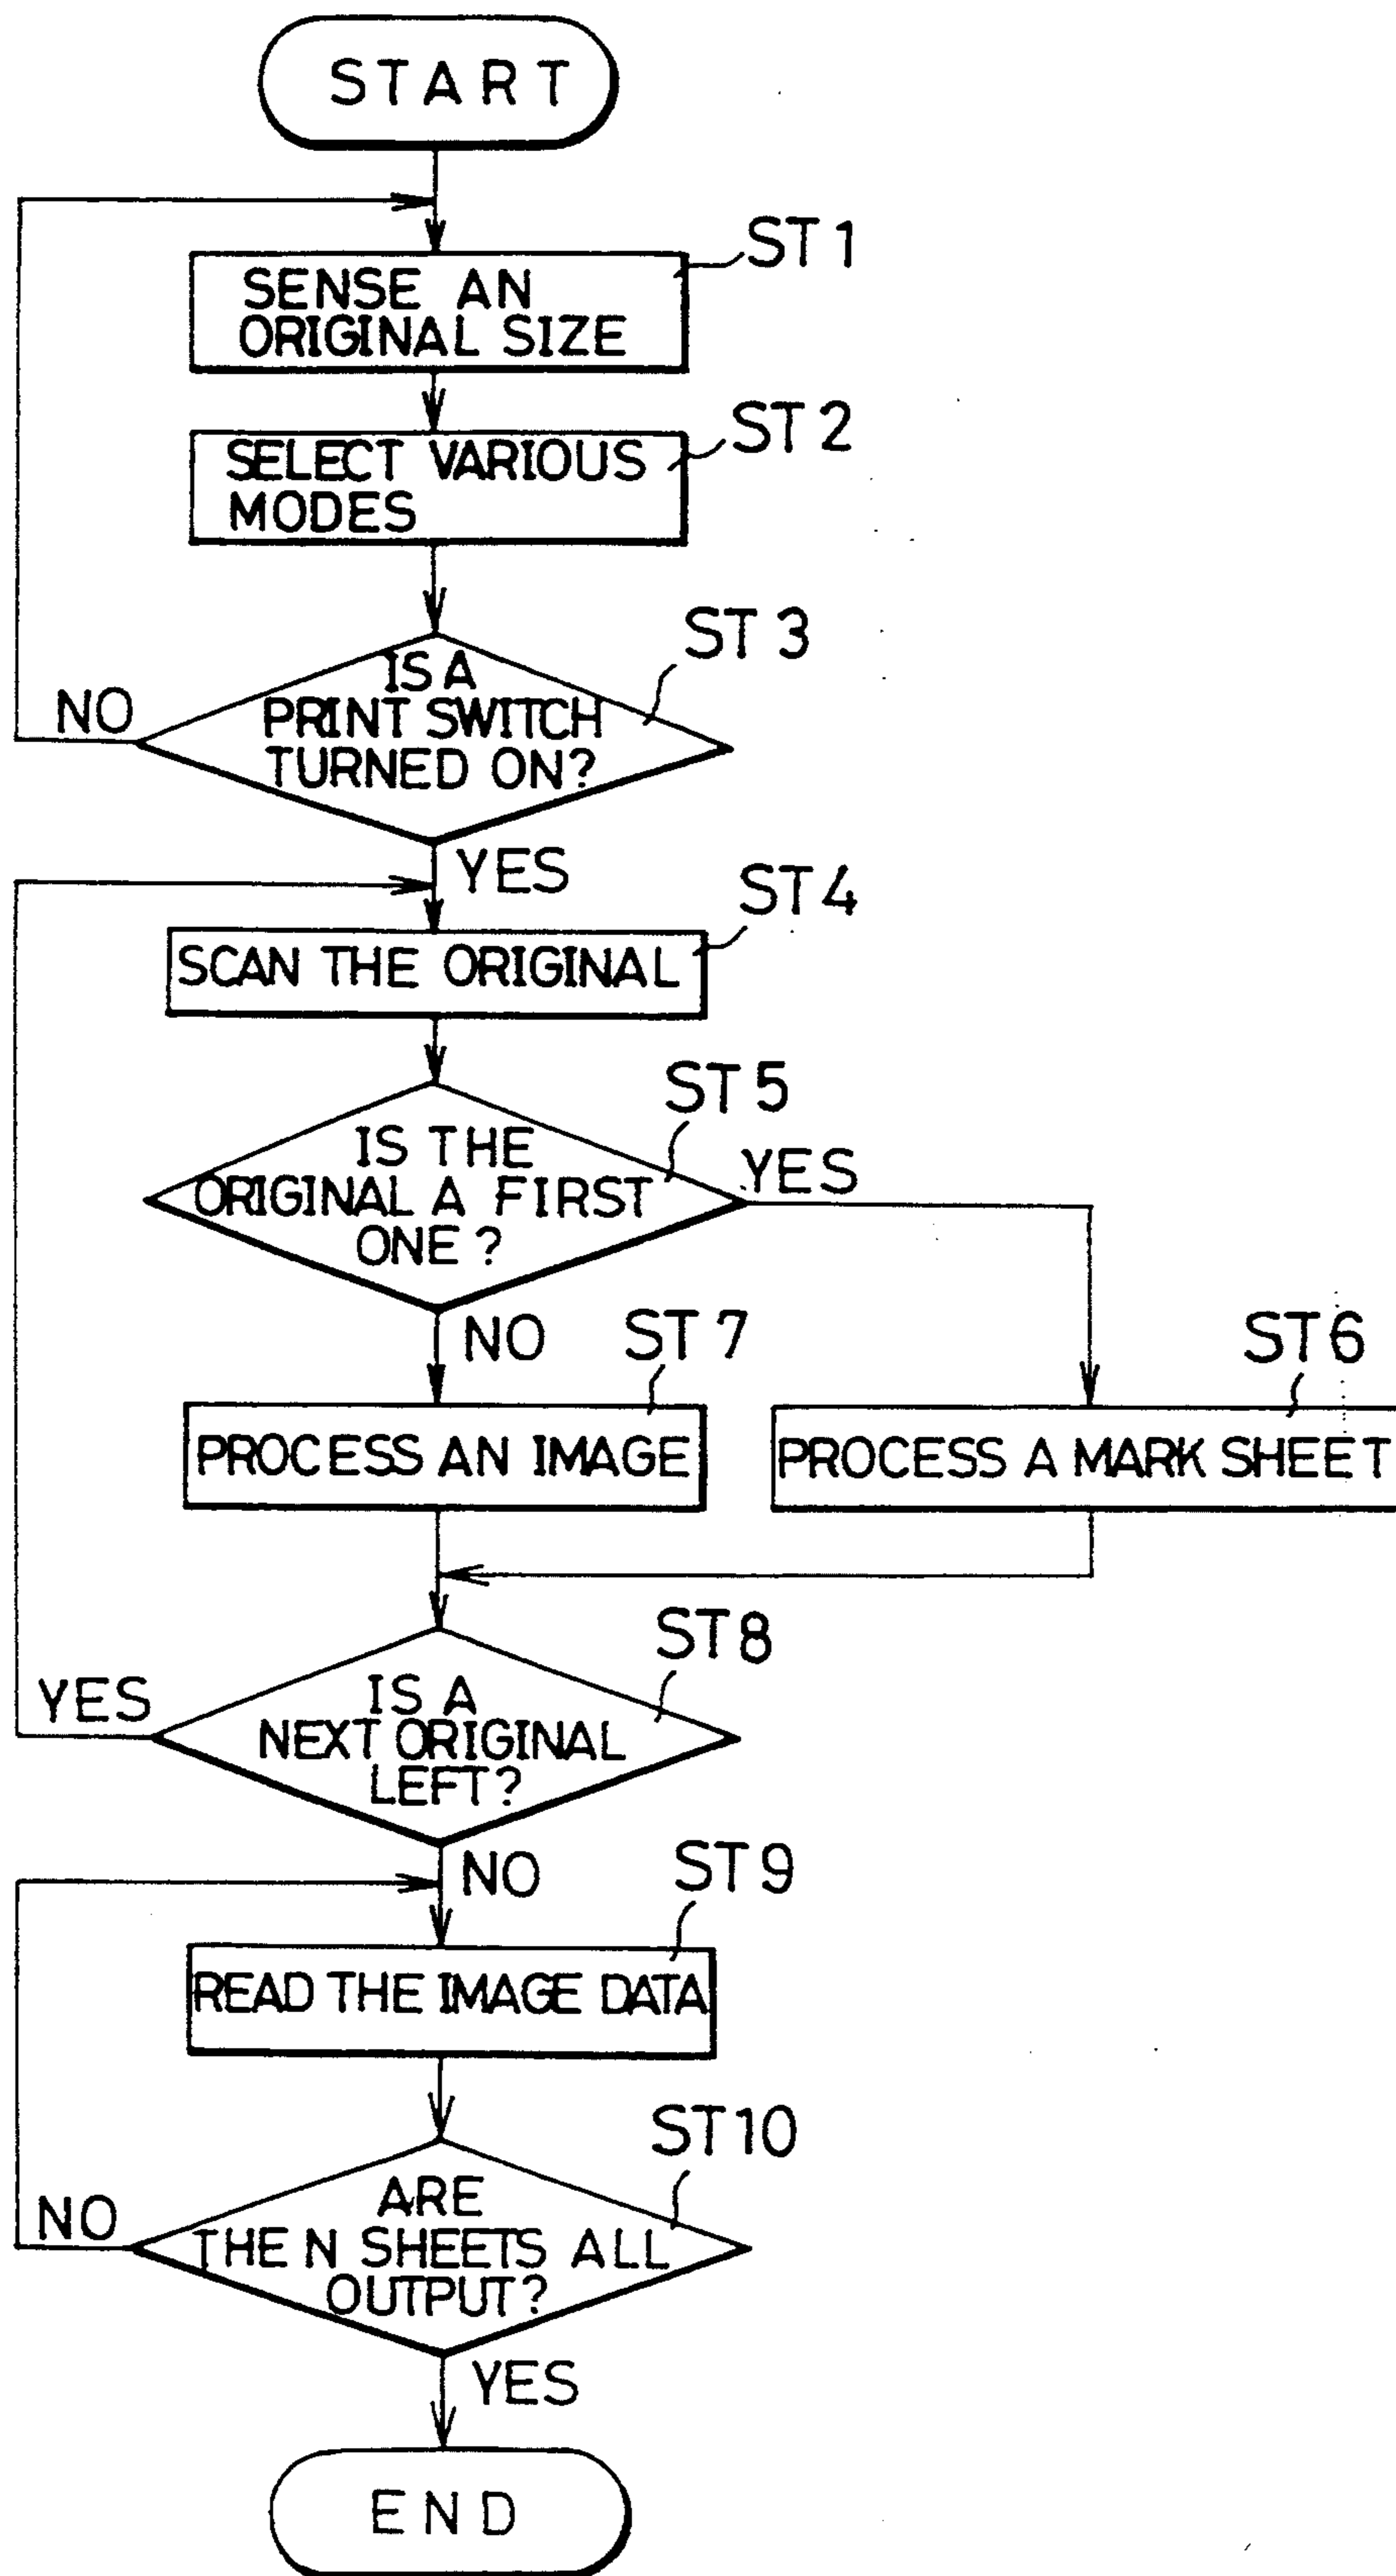 START
ST1
SENSE AN
ORIGINAL SIZE
ST2
SELECT VARIOUS
MODES
ST3
IS A
PRINT SWITCH
TURNED ON?
NO
YES
ST4
SCAN THE ORIGINAL
ST5
IS THE
ORIGINAL A FIRST
ONE?
YES
NO
ST7
ST6
PROCESS AN IMAGE
PROCESS A MARK SHEET
ST8
IS A
NEXT ORIGINAL
LEFT?
YES
NO
ST9
READ THE IMAGE DATA
ST10
ARE
THE N SHEETS ALL
OUTPUT?
NO
YES
END